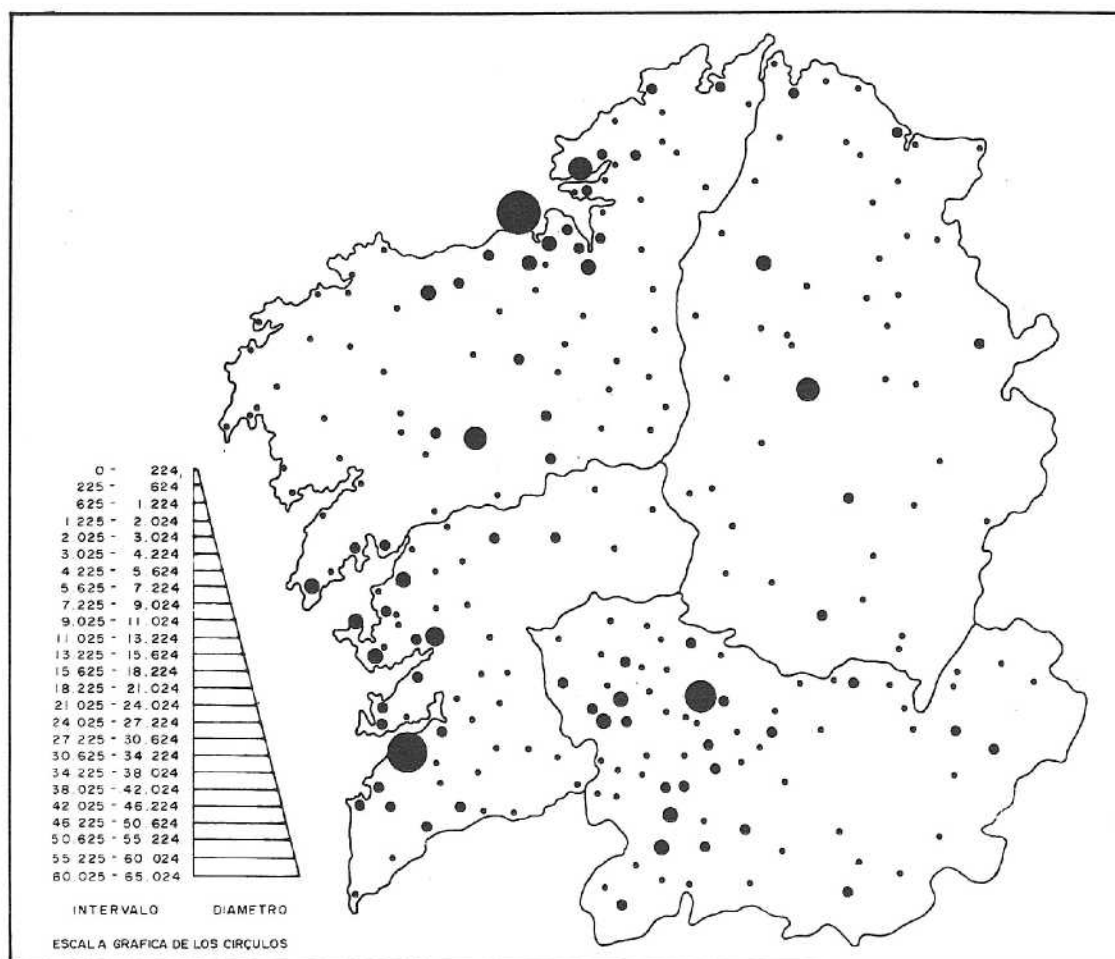 0 - 224
225 - 624
625 - 1.224
1.225 - 2.024
2.025 - 3.024
3.025 - 4.224
4.225 - 5.624
5.625 - 7.224
7.225 - 9.024
9.025 - 11.024
11.025 - 13.224
13.225 - 15.624
15.625 - 18.224
18.225 - 21.024
21.025 - 24.024
24.025 - 27.224
27.225 - 30.624
30.625 - 34.224
34.225 - 38.024
38.025 - 42.024
42.025 - 46.224
46.225 - 50.624
50.625 - 55.224
55.225 - 60.024
60.025 - 65.024
INTERVALO DIAMETRO
ESCALA GRAFICA DE LOS CIRÇULOS